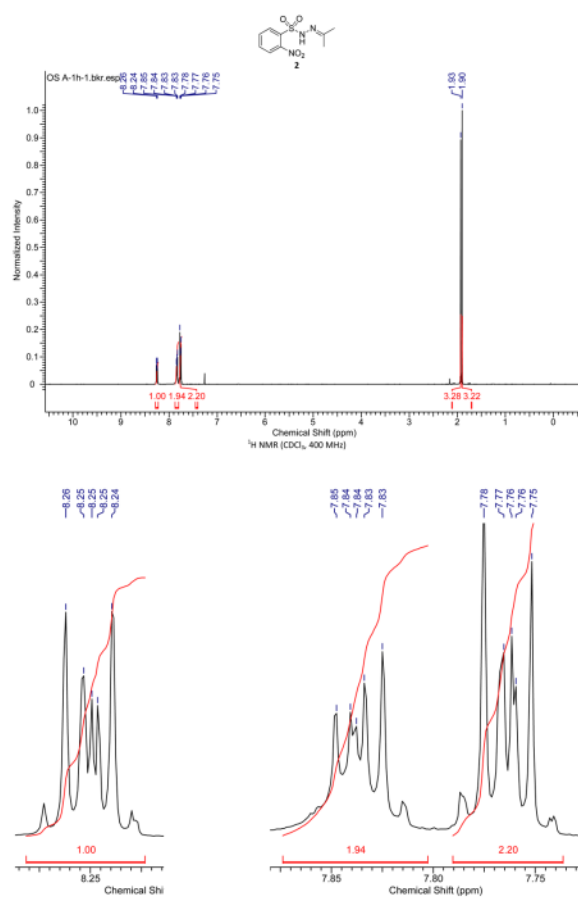 O O
S N
N
H
NO₂
2
OS A-1h-1.bkr.esp
8.26 8.24 7.85 7.84 7.83 7.83 7.78 7.77 7.76 7.75 1.93 1.90
1.0
0.9
0.8
0.7
0.6
0.5
0.4
0.3
0.2
0.1
0
Normalized Intensity
1.00 1.94 2.20 3.28 3.22
10 9 8 7 6 5 4 3 2 1 0
Chemical Shift (ppm)
¹H NMR (CDCl₃, 400 MHz)
8.26 8.25 8.25 8.25 8.24 7.85 7.84 7.84 7.83 7.83 7.78 7.77 7.76 7.76 7.75
1.00 1.94 2.20
8.25 7.85 7.80 7.75
Chemical Shi Chemical Shift (ppm)